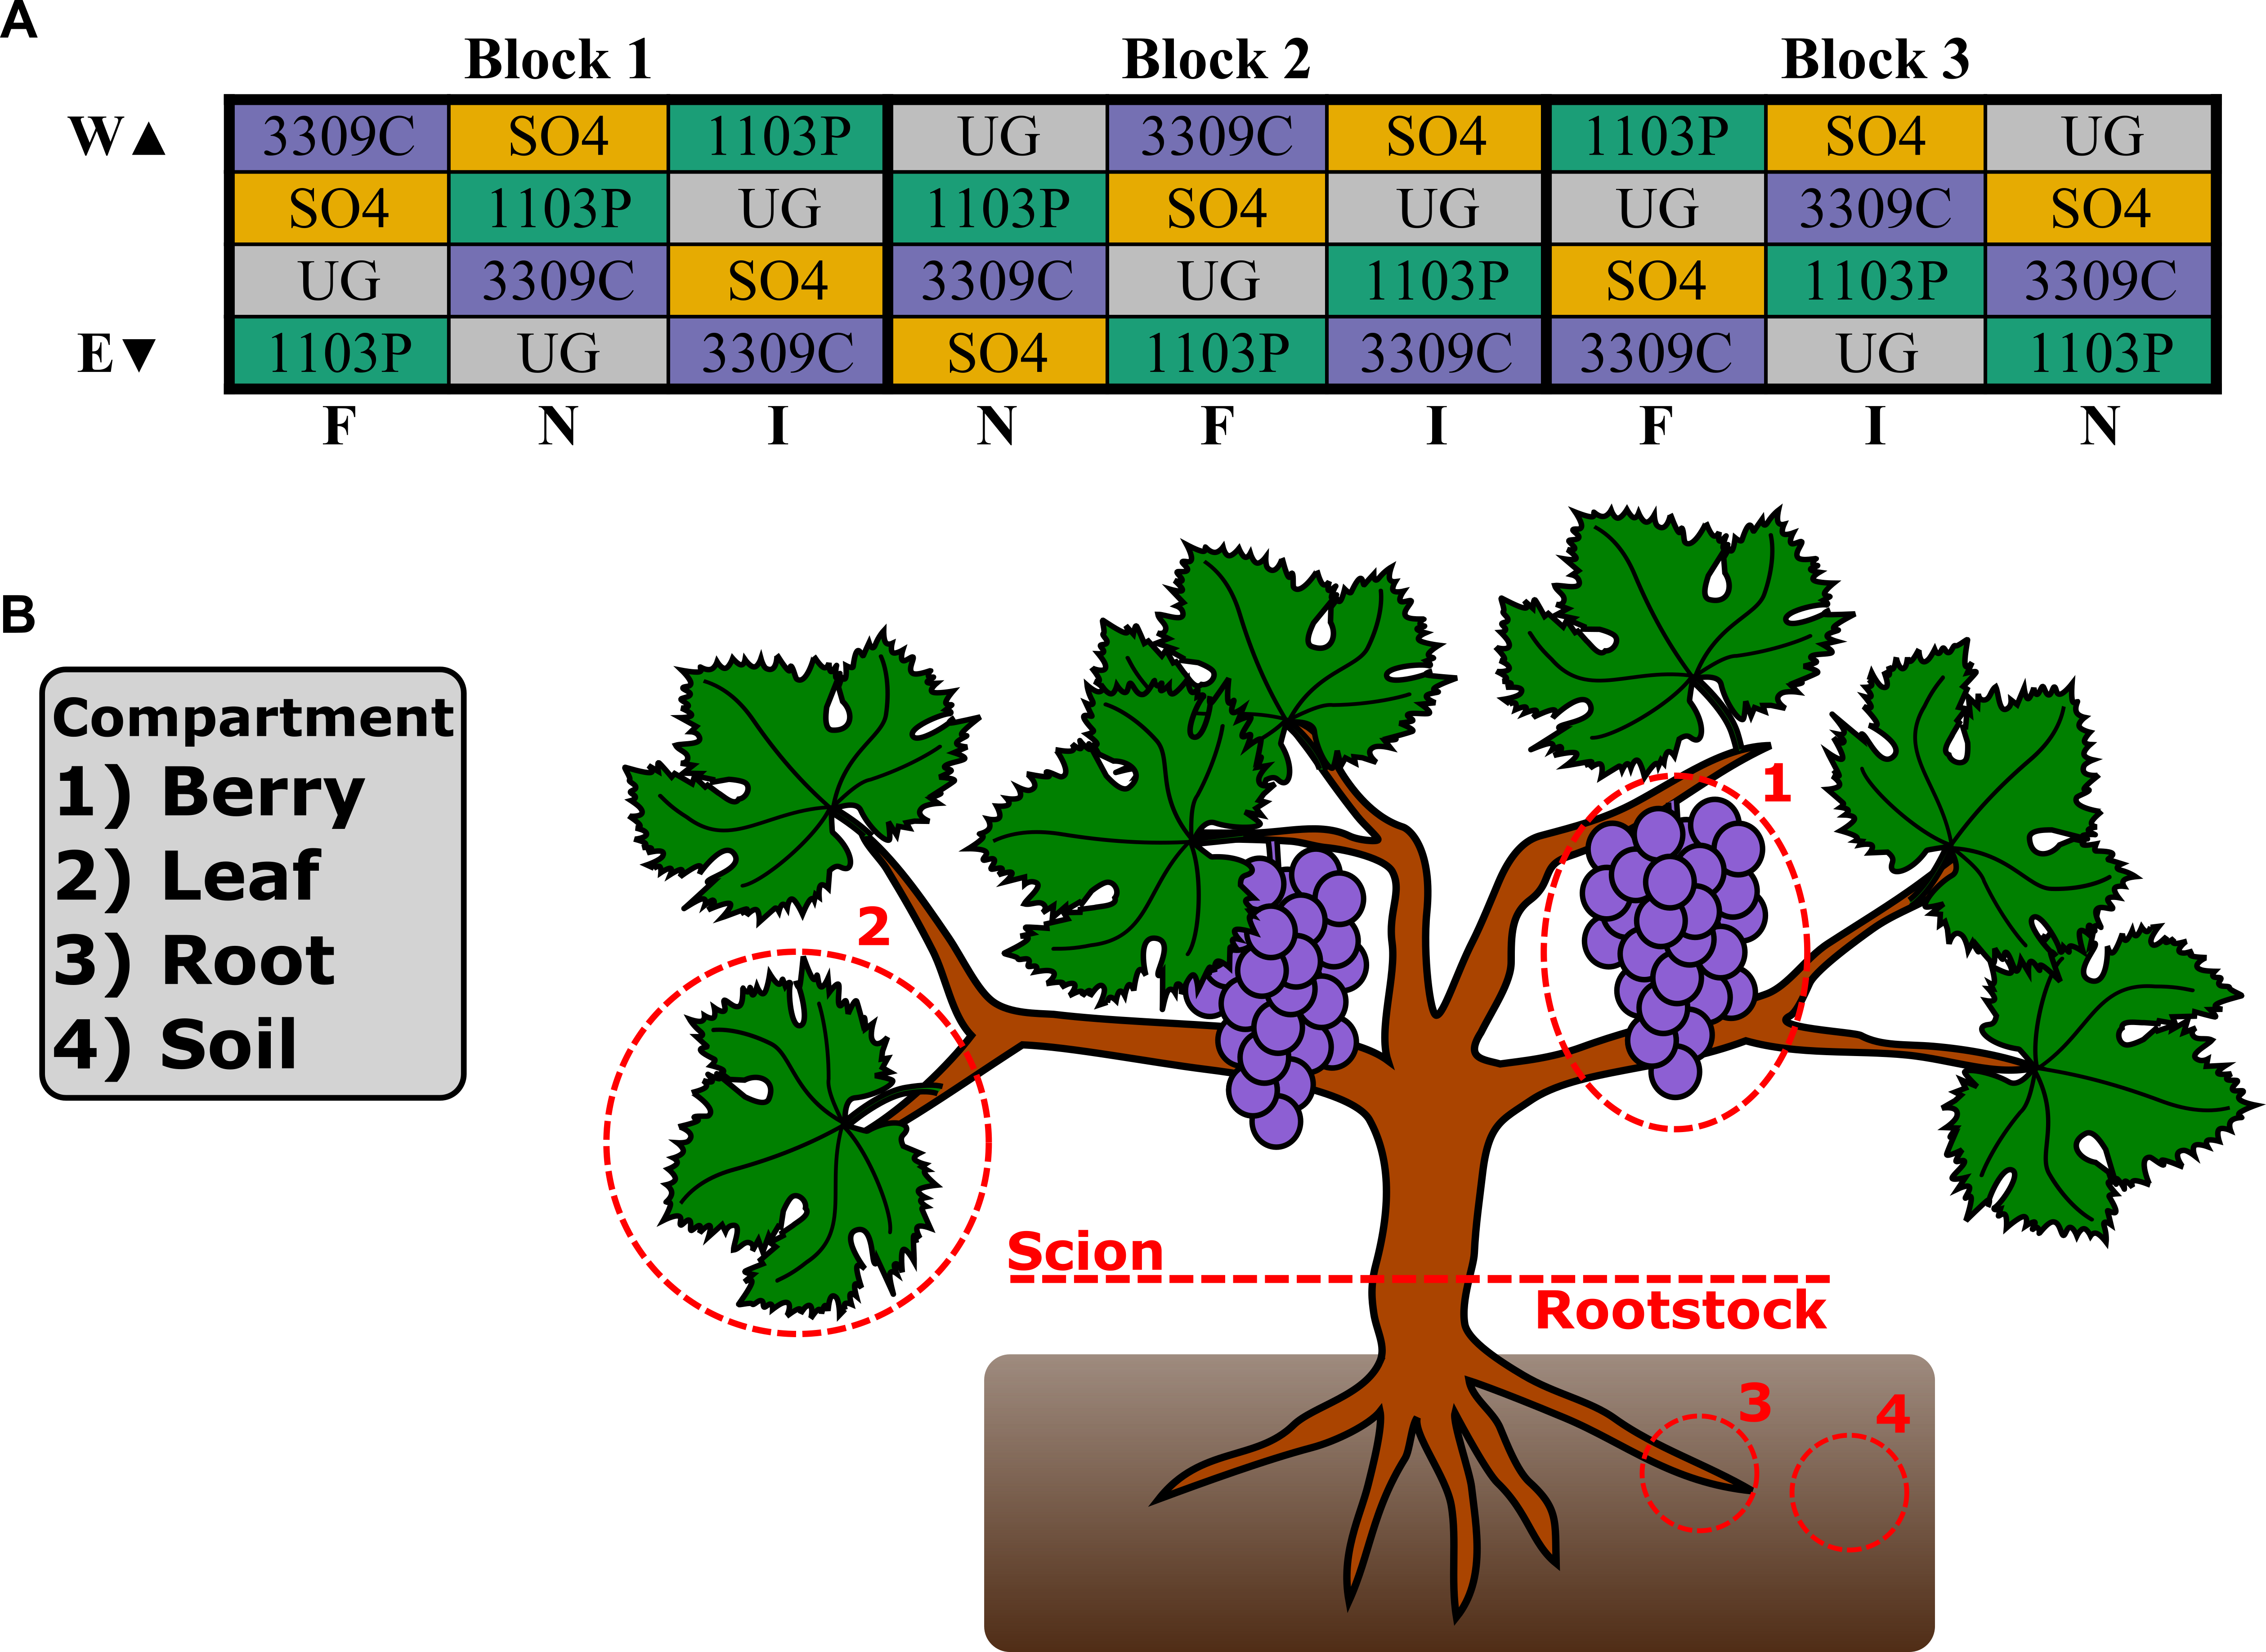 A
Block 1 Block 2 Block 3
W▲ 3309C SO4 1103P UG 3309C SO4 1103P SO4 UG
SO4 1103P UG 1103P SO4 UG UG 3309C SO4
UG 3309C SO4 3309C UG 1103P SO4 1103P 3309C
E▼ 1103P UG 3309C SO4 1103P 3309C 3309C UG 1103P
F N I N F I F I N
B
Compartment
1) Berry
2) Leaf
3) Root
4) Soil
1
2
Scion
Rootstock
3
4